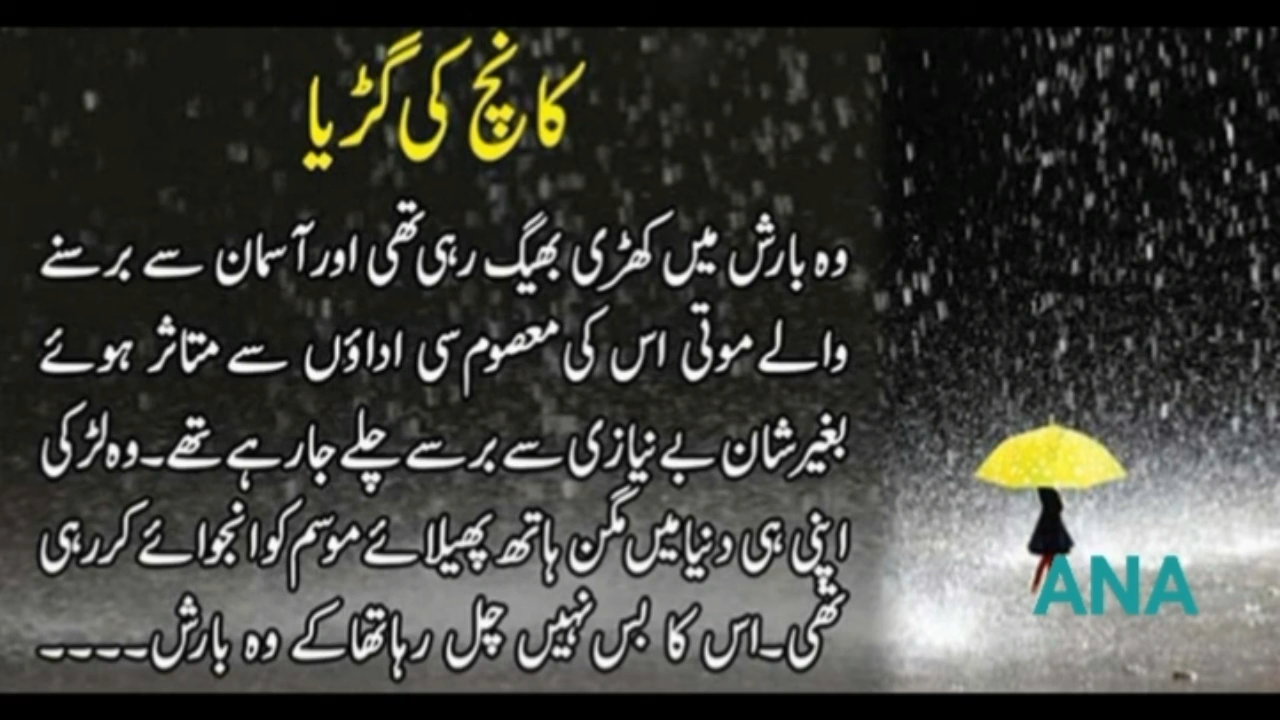 کانچ کی گڑیا
وہ بارش میں کھڑی بھیگ رہی تھی اور آسمان سے برسنے
والے موتی اس کی معصوم سی اداؤں سے متاثر ہوئے
بغیر شان بے نیازی سے برسے چلے جارہے تھے۔وہ لڑکی
اپنی ہی دنیا میں مگن ہاتھ پھیلائے موسم کو انجوائے کر رہی
تھی۔اس کا بس نہیں چل رہا تھا کے وہ بارش۔۔۔۔
ANA